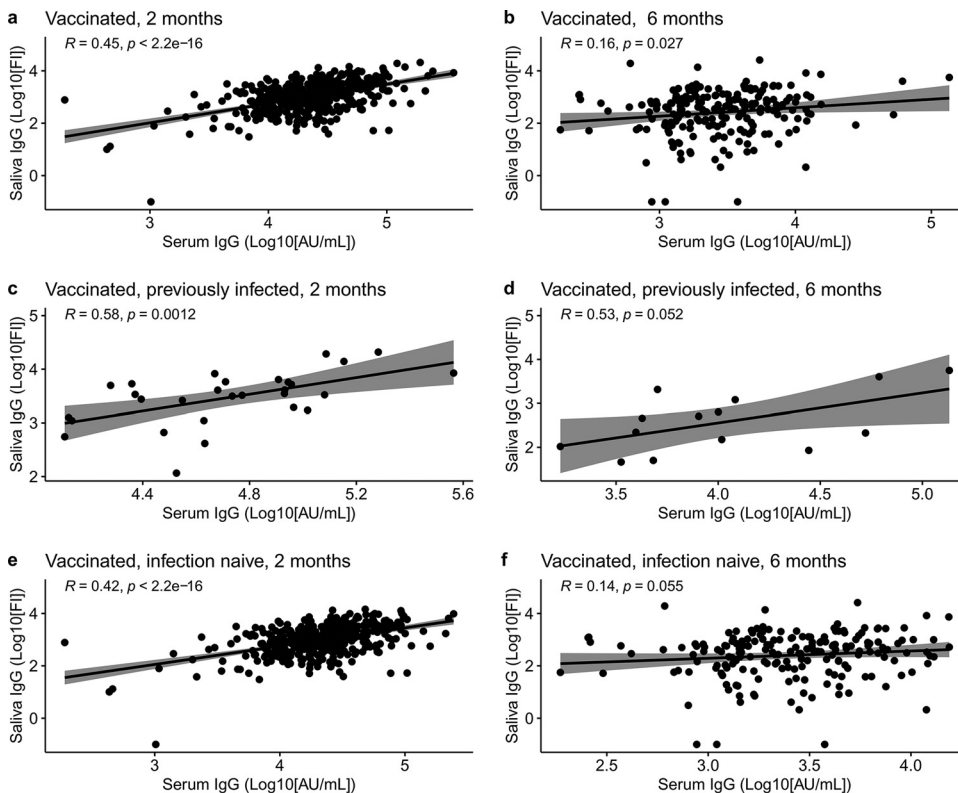 a Vaccinated, 2 months
R = 0.45, p < 2.2e−16
Saliva IgG (Log10[FI])
4
2
0
3 4 5
Serum IgG (Log10[AU/mL])
b Vaccinated, 6 months
R = 0.16, p = 0.027
Saliva IgG (Log10[FI])
4
2
0
3 4 5
Serum IgG (Log10[AU/mL])
c Vaccinated, previously infected, 2 months
R = 0.58, p = 0.0012
Saliva IgG (Log10[FI])
5
4
3
2
4.4 4.8 5.2 5.6
Serum IgG (Log10[AU/mL])
d Vaccinated, previously infected, 6 months
R = 0.53, p = 0.052
Saliva IgG (Log10[FI])
5
4
3
2
1
3.5 4.0 4.5 5.0
Serum IgG (Log10[AU/mL])
e Vaccinated, infection naive, 2 months
R = 0.42, p < 2.2e−16
Saliva IgG (Log10[FI])
4
2
0
3 4 5
Serum IgG (Log10[AU/mL])
f Vaccinated, infection naive, 6 months
R = 0.14, p = 0.055
Saliva IgG (Log10[FI])
4
2
0
2.5 3.0 3.5 4.0
Serum IgG (Log10[AU/mL])